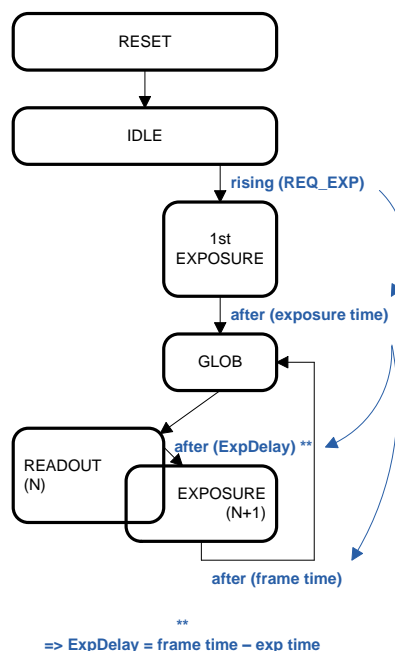 RESET
IDLE
rising (REQ_EXP)
1st
EXPOSURE
after (exposure time)
GLOB
after (ExpDelay) **
READOUT
(N)
EXPOSURE
(N+1)
after (frame time)
**
=> ExpDelay = frame time – exp time